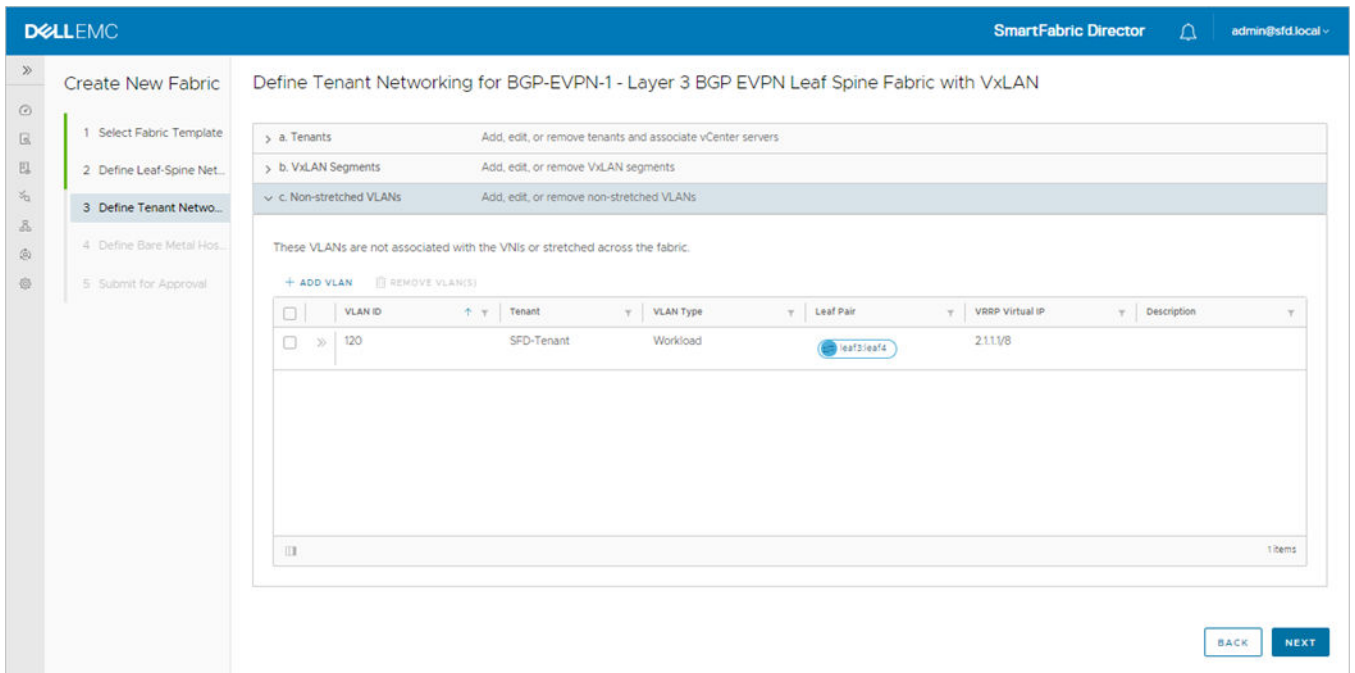 DELLEMC
SmartFabric Director
admin@sfd.local
Create New Fabric
1 Select Fabric Template
2 Define Leaf-Spine Net...
3 Define Tenant Netwo...
4 Define Bare Metal Hos...
5 Submit for Approval
Define Tenant Networking for BGP-EVPN-1 - Layer 3 BGP EVPN Leaf Spine Fabric with VxLAN
a. Tenants Add, edit, or remove tenants and associate vCenter servers
b. VxLAN Segments Add, edit, or remove VxLAN segments
c. Non-stretched VLANs Add, edit, or remove non-stretched VLANs
These VLANs are not associated with the VNIs or stretched across the fabric.
+ ADD VLAN REMOVE VLAN(S)
VLAN ID Tenant VLAN Type Leaf Pair VRRP Virtual IP Description
120 SFD-Tenant Workload leaf3:leaf4 2.1.1.1/8
1 items
BACK NEXT